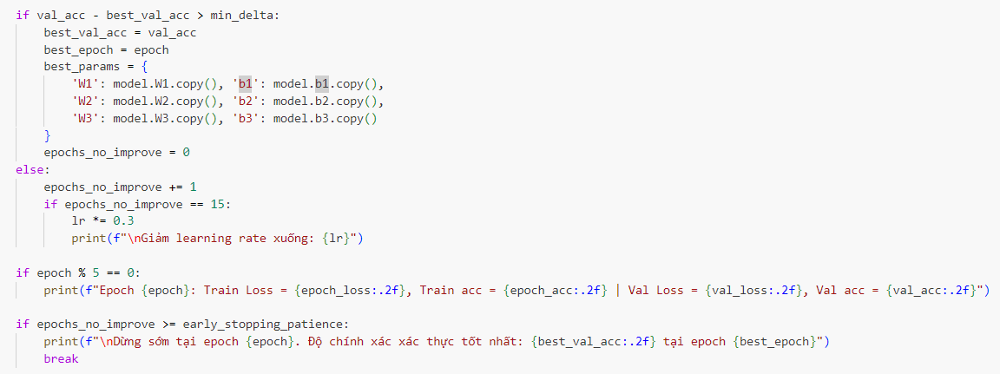 if val_acc - best_val_acc > min_delta:
    best_val_acc = val_acc
    best_epoch = epoch
    best_params = {
        'W1': model.W1.copy(), 'b1': model.b1.copy(),
        'W2': model.W2.copy(), 'b2': model.b2.copy(),
        'W3': model.W3.copy(), 'b3': model.b3.copy()
    }
    epochs_no_improve = 0
else:
    epochs_no_improve += 1
    if epochs_no_improve == 15:
        lr *= 0.3
        print(f"\nGiảm learning rate xuống: {lr}")
if epoch % 5 == 0:
    print(f"Epoch {epoch}: Train Loss = {epoch_loss:.2f}, Train acc = {epoch_acc:.2f} | Val Loss = {val_loss:.2f}, Val acc = {val_acc:.2f}")
if epochs_no_improve >= early_stopping_patience:
    print(f"\nDừng sớm tại epoch {epoch}. Độ chính xác xác thực tốt nhất: {best_val_acc:.2f} tại epoch {best_epoch}")
    break